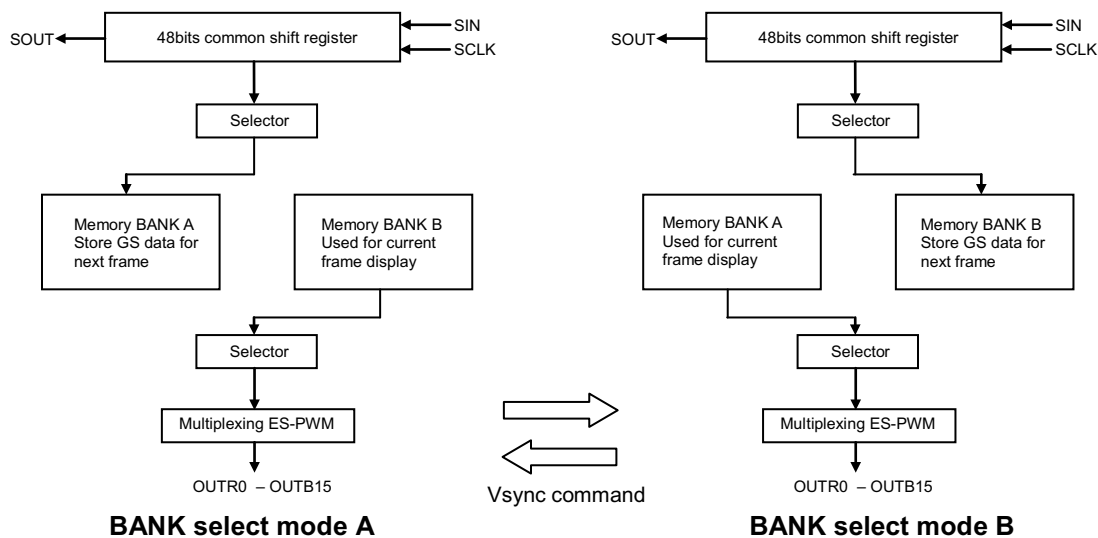 SOUT
48bits common shift register
SIN
SCLK
Selector
Memory BANK A
Store GS data for
next frame
Memory BANK B
Used for current
frame display
Selector
Multiplexing ES-PWM
OUTR0 – OUTB15
BANK select mode A
Vsync command
SOUT
48bits common shift register
SIN
SCLK
Selector
Memory BANK A
Used for current
frame display
Memory BANK B
Store GS data for
next frame
Selector
Multiplexing ES-PWM
OUTR0 – OUTB15
BANK select mode B